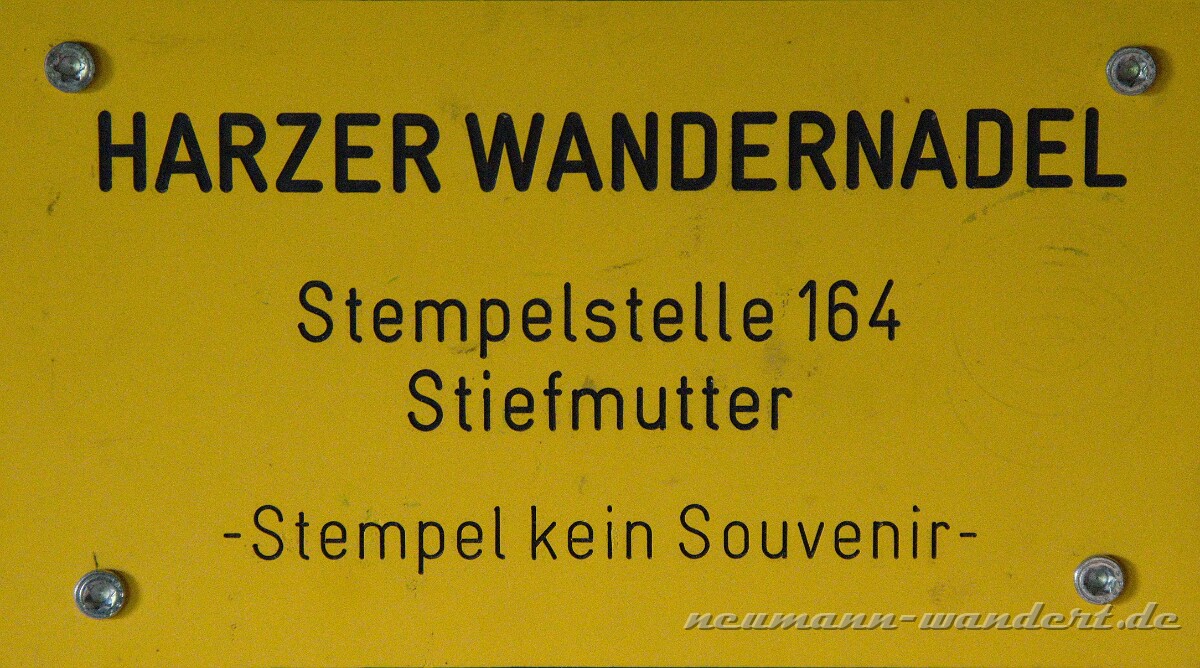 HARZER WANDERNADEL
Stempelstelle 164
Stiefmutter
-Stempel kein Souvenir-
neumann-wandert.de